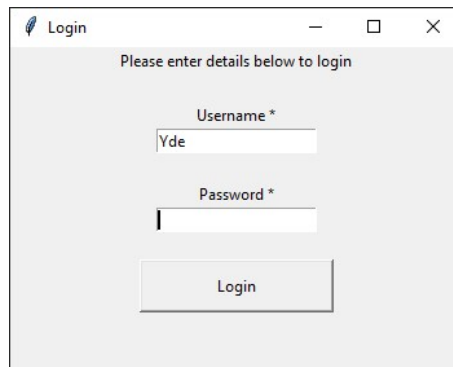 Login
Please enter details below to login
Username *
Yde
Password *
Login